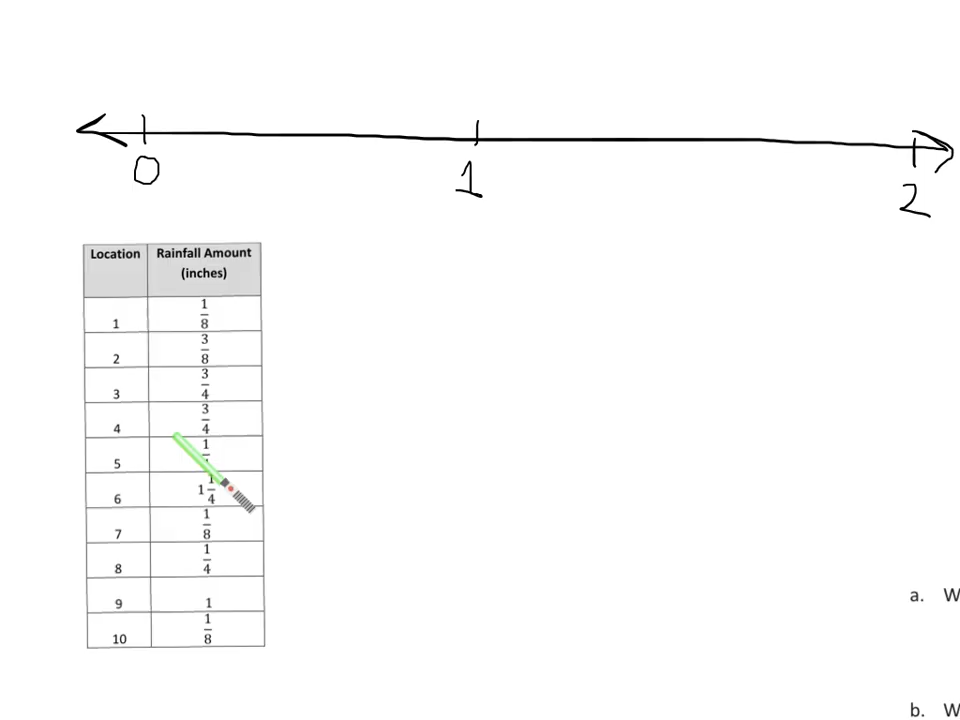 0 1 2
Location Rainfall Amount
(inches)
1 1/8
2 3/8
3 3/4
4 3/4
5
6 1 1/4
7 1/8
8 1/4
9 1
10 1/8
a. W
b. W